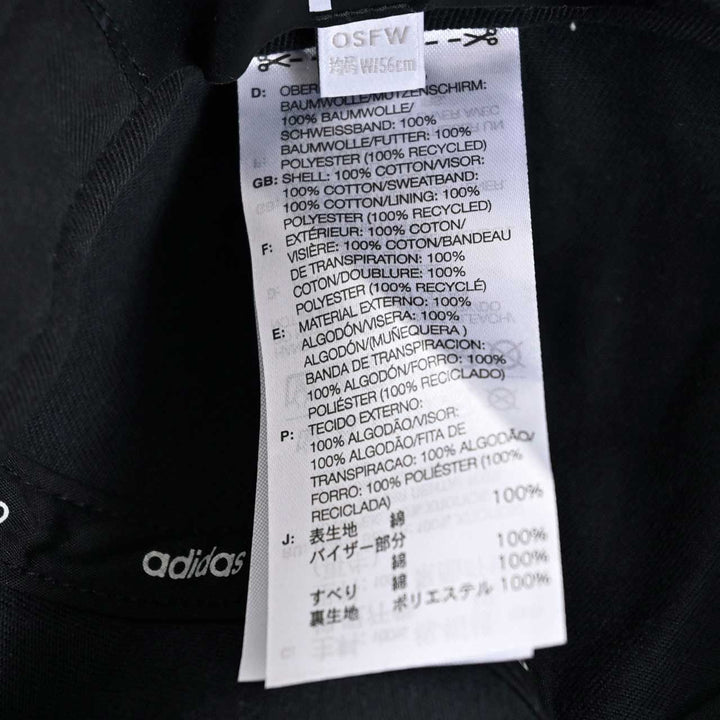 OSFW
均码 W/56cm
D: OBER
BAUMWOLLE/MÜTZENSCHIRM:
100% BAUMWOLLE/
SCHWEISSBAND: 100%
BAUMWOLLE/FUTTER: 100%
POLYESTER (100% RECYCLED)
GB: SHELL: 100% COTTON/VISOR:
100% COTTON/SWEATBAND:
100% COTTON/LINING: 100%
POLYESTER (100% RECYCLED)
F: EXTÉRIEUR: 100% COTON/
VISIÈRE: 100% COTON/BANDEAU
DE TRANSPIRATION: 100%
COTON/DOUBLURE: 100%
POLYESTER (100% RECYCLÉ)
E: MATERIAL EXTERNO: 100%
ALGODÓN/VISERA: 100%
ALGODÓN/(MUÑEQUERA )
BANDA DE TRANSPIRACION:
100% ALGODÓN/FORRO: 100%
POLIÉSTER (100% RECICLADO)
P: TECIDO EXTERNO:
100% ALGODÃO/VISOR:
100% ALGODÃO/FITA DE
TRANSPIRACAO: 100% ALGODÃO/
FORRO: 100% POLIÉSTER (100%
RECICLADA)
J: 表生地 綿 100%
バイザー部分
綿 100%
すべり 綿 100%
裏生地 ポリエステル 100%
adidas